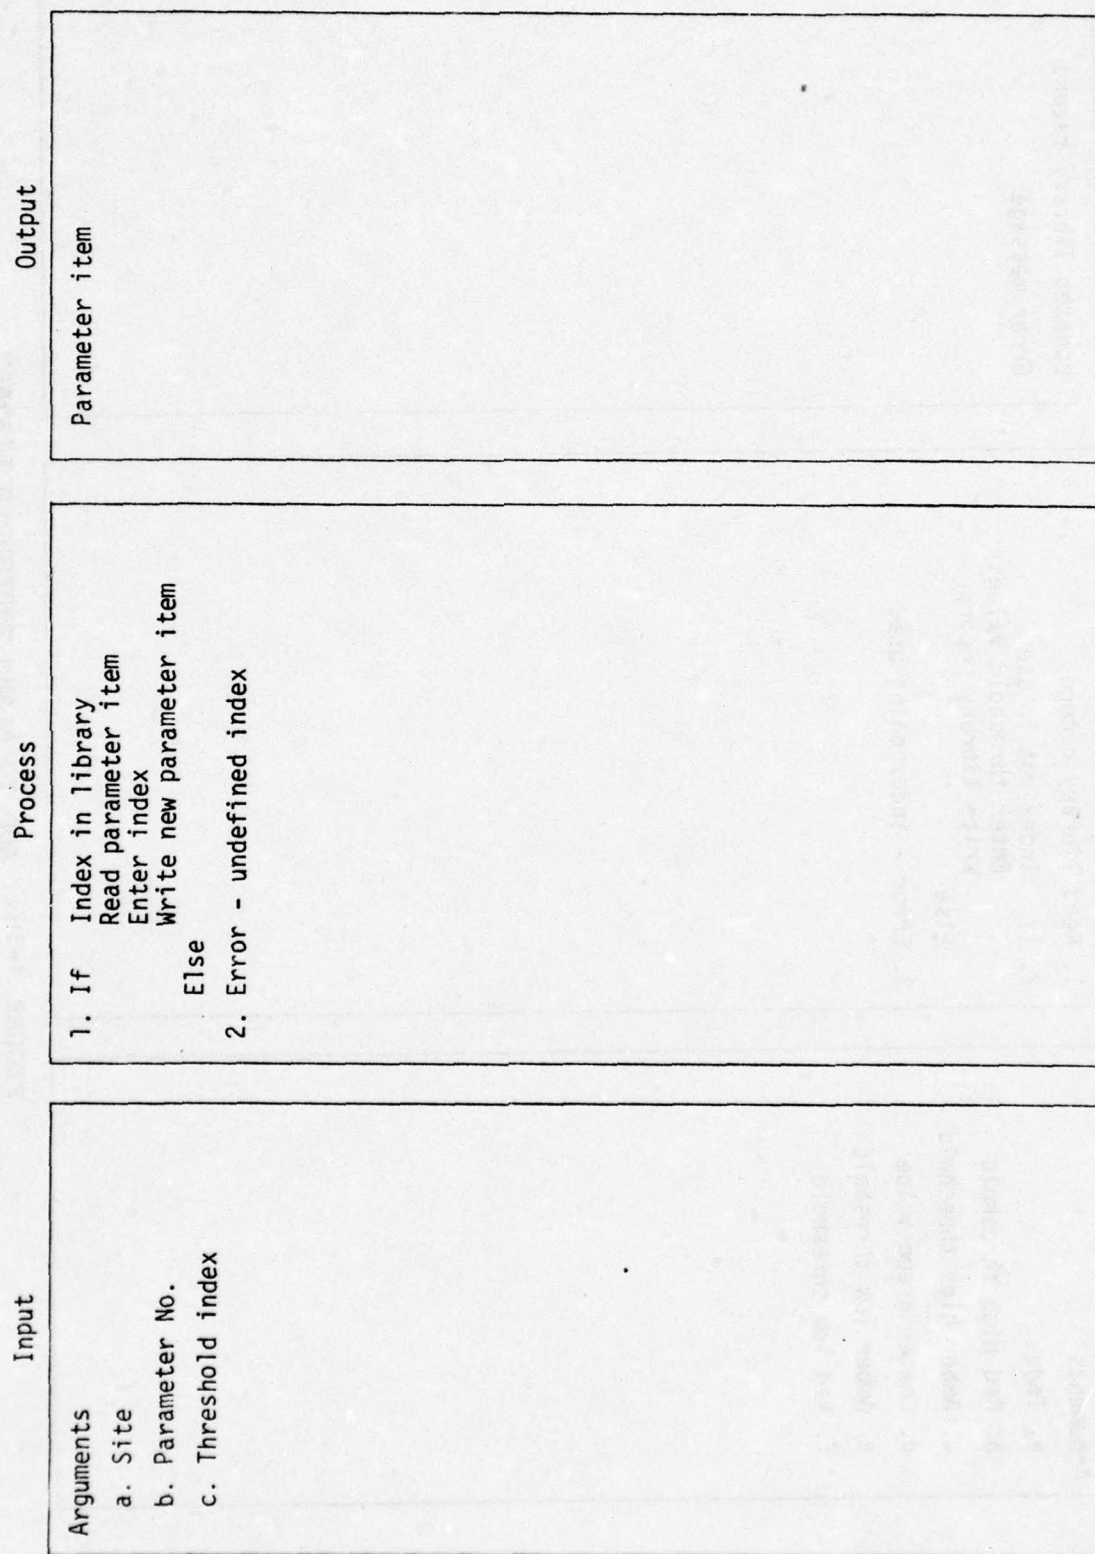 Input
Arguments
a. Site
b. Parameter No.
c. Threshold index
Process
1. If Index in library
Read parameter item
Enter index
Write new parameter item
Else
2. Error - undefined index
Output
Parameter item